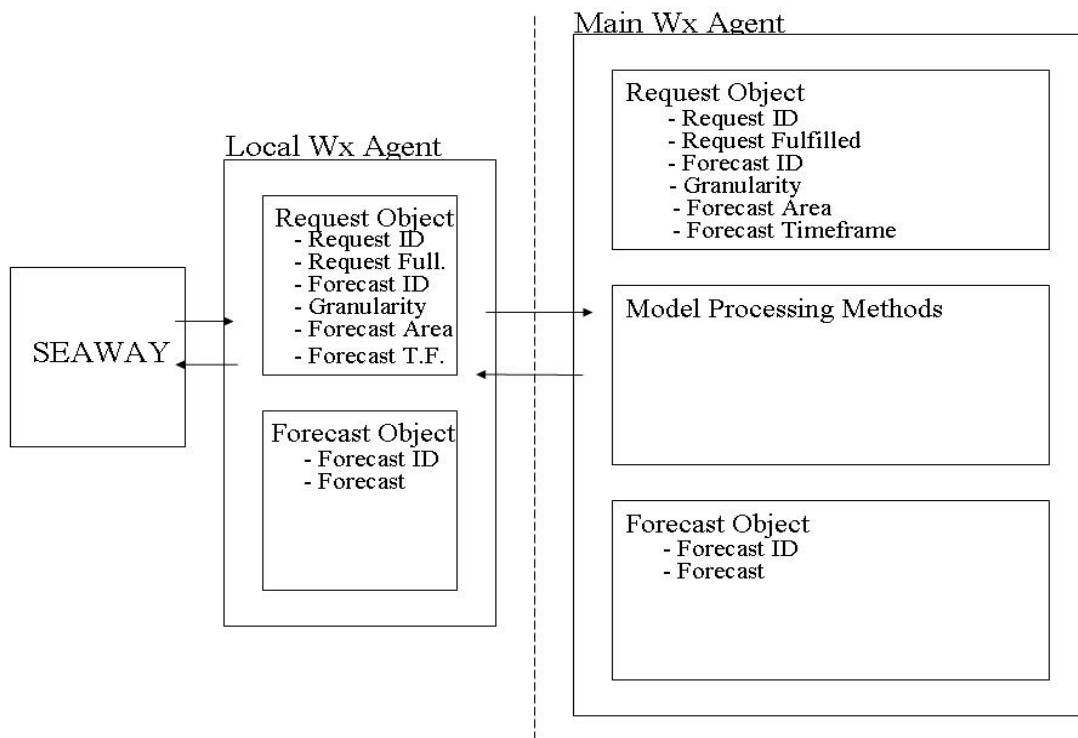 SEAWAY
Local Wx Agent
Request Object
- Request ID
- Request Full.
- Forecast ID
- Granularity
- Forecast Area
- Forecast T.F.
Forecast Object
- Forecast ID
- Forecast
Main Wx Agent
Request Object
- Request ID
- Request Fulfilled
- Forecast ID
- Granularity
- Forecast Area
- Forecast Timeframe
Model Processing Methods
Forecast Object
- Forecast ID
- Forecast